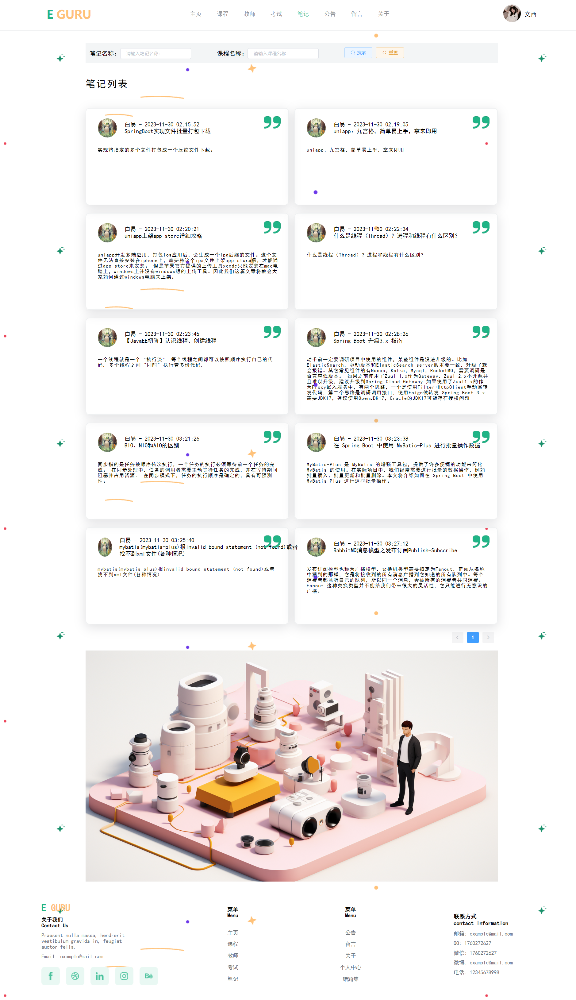 E GURU
主页 课程 教师 考试 笔记 公告 留言 关于
文西
笔记名称： 请输入笔记名称： 课程名称： 请输入课程名称： 搜索 重置
笔记列表
白易 - 2023-11-30 02:15:52
SpringBoot实现文件批量打包下载
实现将指定的多个文件打包成一个压缩文件下载。
白易 - 2023-11-30 02:19:05
uniapp：九宫格，简单易上手，拿来即用
uniapp：九宫格，简单易上手，拿来即用
白易 - 2023-11-30 02:20:21
uniapp上架app store详细攻略
uniapp开发多端应用，打包ios应用后，会生成一个ipa后缀的文件。这个文
件无法直接安装在iphone上，需要将这个ipa文件上架app store后，才能通
过app store来安装。 但是苹果官方提供的上传工具xcode只能安装在mac电
脑上，windows上并没有windows版的上传工具。因此我们这篇文章将教会大
家如何通过windows电脑来上架。
白易 - 2023-11-30 02:22:34
什么是线程（Thread）？进程和线程有什么区别？
什么是线程（Thread）？进程和线程有什么区别？
白易 - 2023-11-30 02:23:45
【JavaEE初阶】认识线程、创建线程
一个线程就是一个 "执行流". 每个线程之间都可以按照顺序执行自己的代
码. 多个线程之间 "同时" 执行着多份代码.
白易 - 2023-11-30 02:28:26
Spring Boot 升级3.x 指南
动手前一定要调研项目中使用的组件，某些组件是没法升级的。比如
ElasticSearch，驱动版本和ElasticSearch server版本要一致，升级了就
会报错。其它常见组件的有Nacos，Kafka，Mysql，RocketMQ，需要调研是
否兼容低版本。 如果之前使用了Zuul 1.x作为Gateway，Zuul 2.x不开源并
且难以升级，建议升级到Spring Cloud Gateway 如果使用了Zuul1.x的作
为Proxy嵌入服务中，有两个思路，一个是使用Filter+HttpClient手动写转
发代码，第二个思路是调研调用接口，使用Feign做转发 Spring Boot 3.x
需要JDK17，建议使用OpenJDK17，Oracle的JDK17可能存在授权问题
白易 - 2023-11-30 03:21:26
BIO、NIO和AIO的区别
同步指的是任务按顺序依次执行，一个任务的执行必须等待前一个任务的完
成。 在同步处理中，任务的调用者需要主动等待任务的完成，并在等待期间
阻塞并占用资源。 在同步模式下，任务的执行顺序是确定的，具有可预测
性。
白易 - 2023-11-30 03:23:38
在 Spring Boot 中使用 MyBatis-Plus 进行批量操作数据
MyBatis-Plus 是 MyBatis 的增强工具包，提供了许多便捷的功能来简化
MyBatis 的使用。在实际项目中，我们经常需要进行批量的数据操作，例如
批量插入、批量更新和批量删除。本文将介绍如何在 Spring Boot 中使用
MyBatis-Plus 进行这些批量操作。
白易 - 2023-11-30 03:25:40
mybatis(mybatis-plus)报invalid bound statement (not found)或者
找不到xml文件(各种情况)
mybatis(mybatis-plus)报invalid bound statement (not found)或者
找不到xml文件(各种情况)
白易 - 2023-11-30 03:27:12
RabbitMQ消息模型之发布订阅Publish-Subscribe
发布订阅模型也称为广播模型，交换机类型需要指定为Fanout，正如从名称
中猜到的那样，它是将接收到的所有消息广播到它知道的所有队列中。每个
消费者都监听自己的队列，所以同一个消息，会被所有的消费者共同消费。
Fanout 这种交换类型并不能给我们带来很大的灵活性，它只能进行无意识的
广播。
1
E GURU
关于我们
Contact Us
Praesent nulla massa, hendrerit
vestibulum gravida in, feugiat
auctor felis.
Email: example@mail.com
f in Bē
菜单
Menu
主页
课程
教师
考试
笔记
菜单
Menu
公告
留言
关于
个人中心
错题集
联系方式
contact information
邮箱: example@mail.com
QQ: 1760272627
微信: 1760272627
微博: example@mail.com
电话: 12345678998